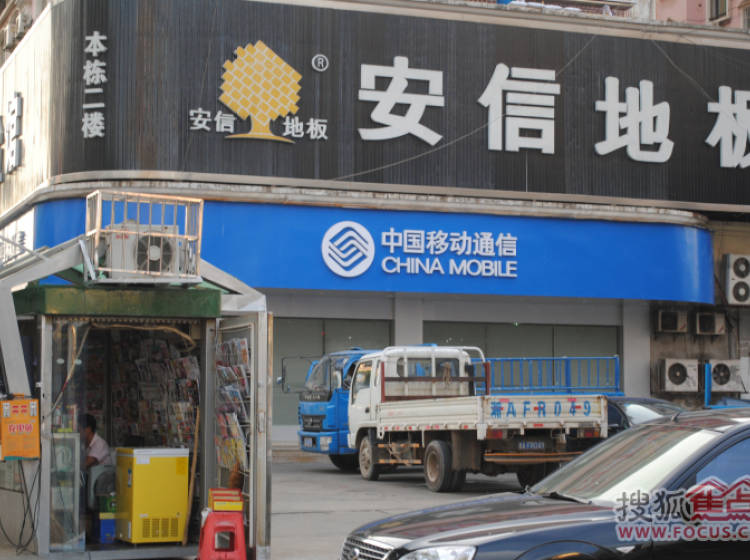 本栋二楼
安信 地板
®
安信地板
中国移动通信
CHINA MOBILE
AFR049
搜狐焦点
WWW.FOCUS.C